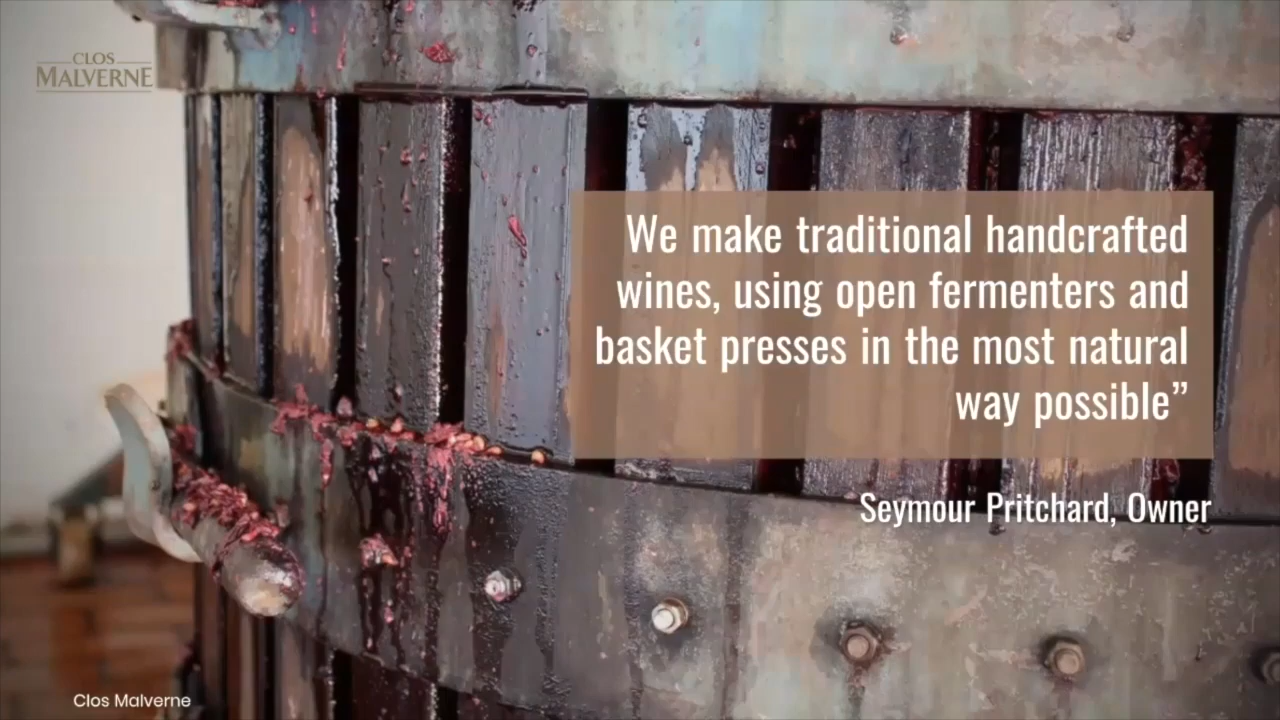 CLOS
MALVERNE
We make traditional handcrafted
wines, using open fermenters and
basket presses in the most natural
way possible”
Seymour Pritchard, Owner
Clos Malverne